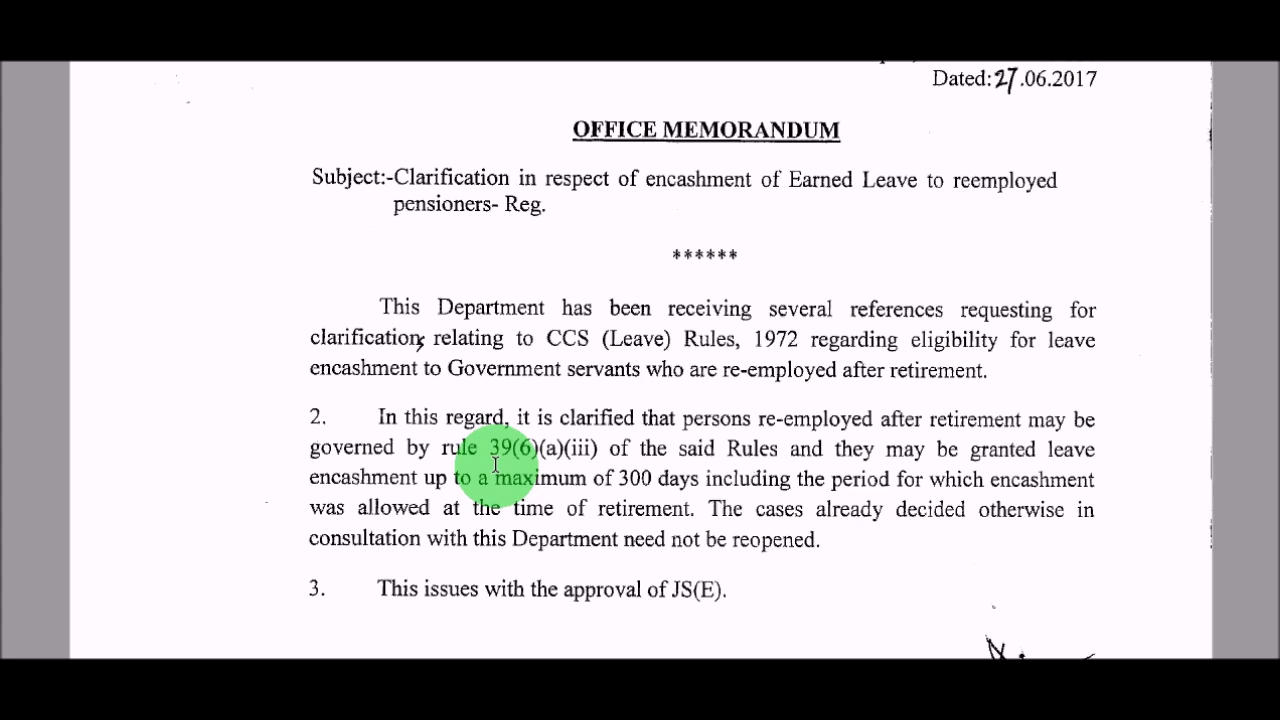 Dated:27.06.2017
OFFICE MEMORANDUM
Subject:-Clarification in respect of encashment of Earned Leave to reemployed
pensioners- Reg.
******
This Department has been receiving several references requesting for
clarification, relating to CCS (Leave) Rules, 1972 regarding eligibility for leave
encashment to Government servants who are re-employed after retirement.
2. In this regard, it is clarified that persons re-employed after retirement may be
governed by rule 39(6)(a)(iii) of the said Rules and they may be granted leave
encashment up to a maximum of 300 days including the period for which encashment
was allowed at the time of retirement. The cases already decided otherwise in
consultation with this Department need not be reopened.
3. This issues with the approval of JS(E).